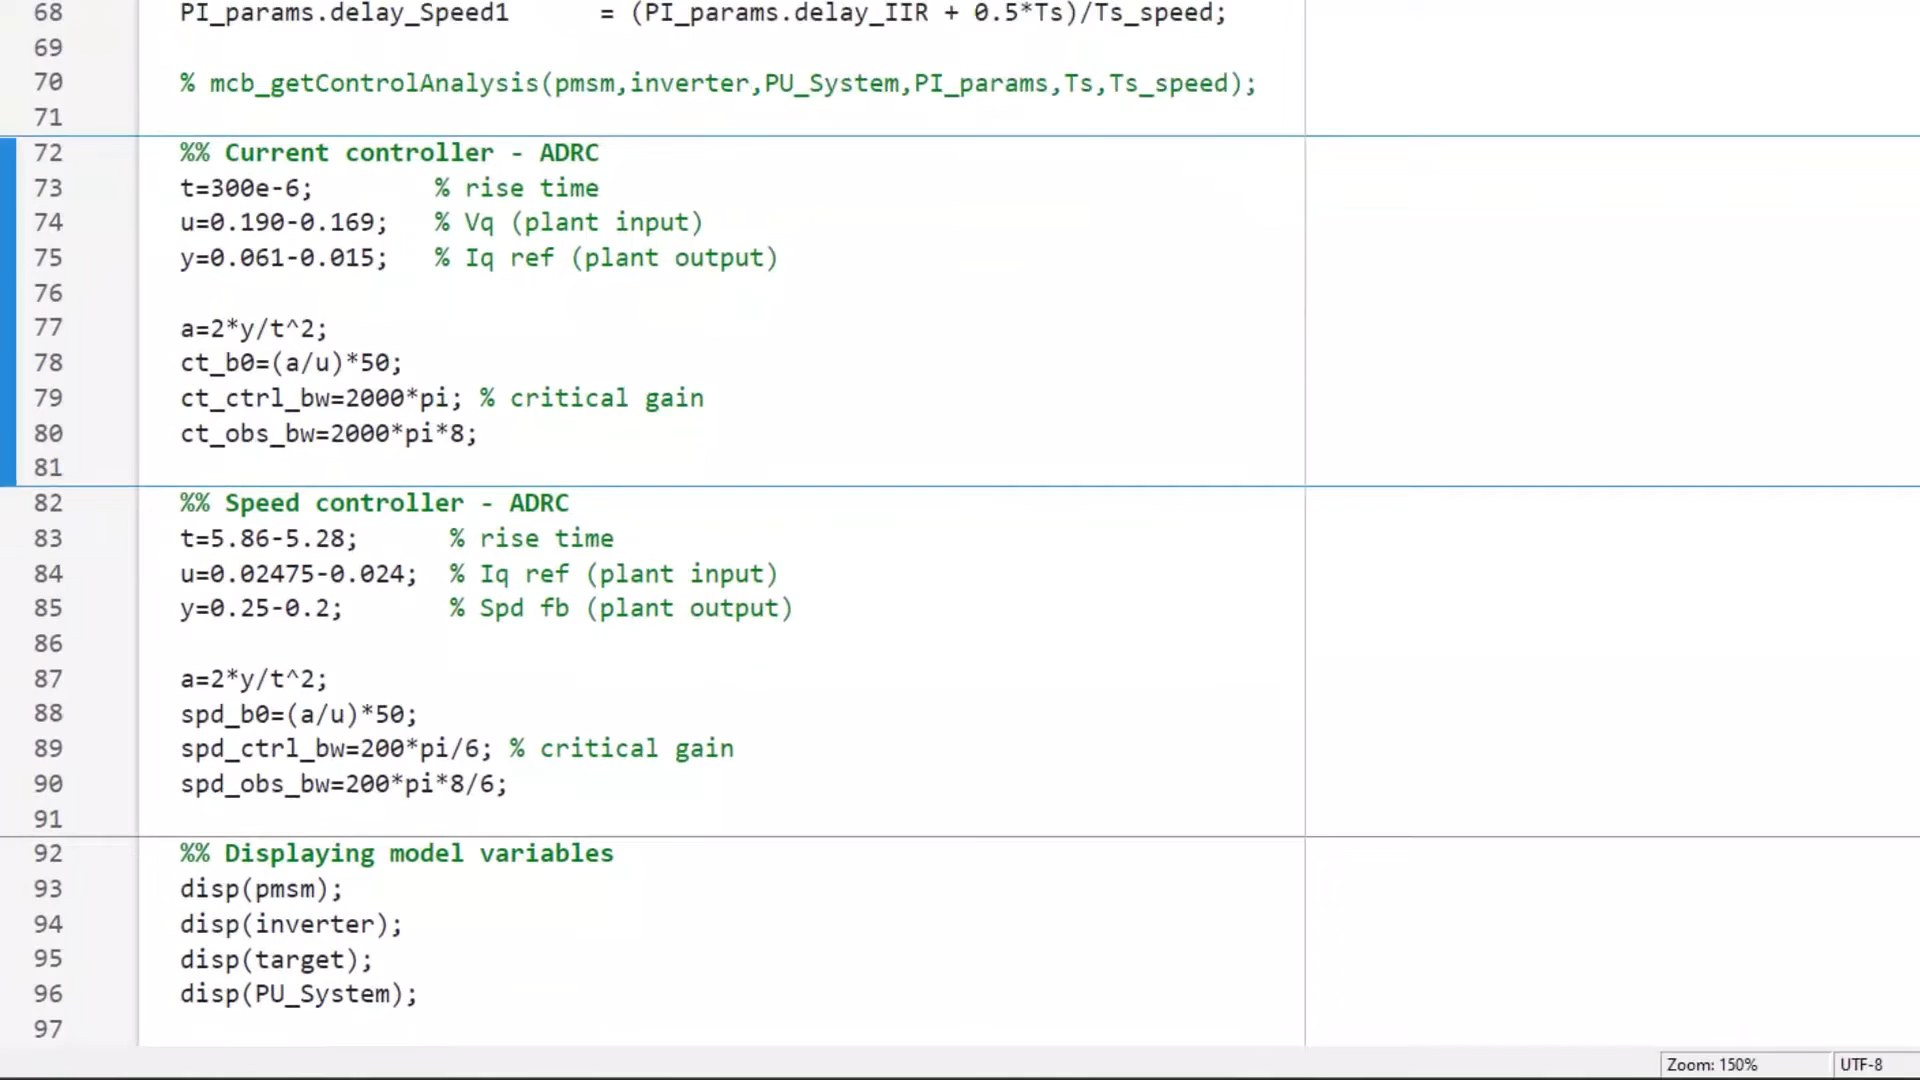 68 PI_params.delay_Speed1 = (PI_params.delay_IIR + 0.5*Ts)/Ts_speed;
69
70 % mcb_getControlAnalysis(pmsm,inverter,PU_System,PI_params,Ts,Ts_speed);
71
72 %% Current controller - ADRC
73 t=300e-6; % rise time
74 u=0.190-0.169; % Vq (plant input)
75 y=0.061-0.015; % Iq ref (plant output)
76
77 a=2*y/t^2;
78 ct_b0=(a/u)*50;
79 ct_ctrl_bw=2000*pi; % critical gain
80 ct_obs_bw=2000*pi*8;
81
82 %% Speed controller - ADRC
83 t=5.86-5.28; % rise time
84 u=0.02475-0.024; % Iq ref (plant input)
85 y=0.25-0.2; % Spd fb (plant output)
86
87 a=2*y/t^2;
88 spd_b0=(a/u)*50;
89 spd_ctrl_bw=200*pi/6; % critical gain
90 spd_obs_bw=200*pi*8/6;
91
92 %% Displaying model variables
93 disp(pmsm);
94 disp(inverter);
95 disp(target);
96 disp(PU_System);
97
Zoom: 150% UTF-8